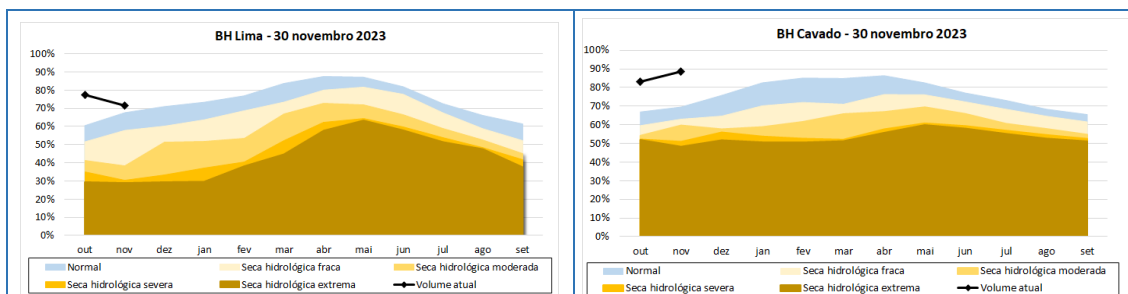 BH Lima - 30 novembro 2023
100%
90%
80%
70%
60%
50%
40%
30%
20%
10%
0%
out nov dez jan fev mar abr mai jun jul ago set
Normal Seca hidrológica fraca Seca hidrológica moderada
Seca hidrológica severa Seca hidrológica extrema Volume atual
BH Cavado - 30 novembro 2023
100%
90%
80%
70%
60%
50%
40%
30%
20%
10%
0%
out nov dez jan fev mar abr mai jun jul ago set
Normal Seca hidrológica fraca Seca hidrológica moderada
Seca hidrológica severa Seca hidrológica extrema Volume atual